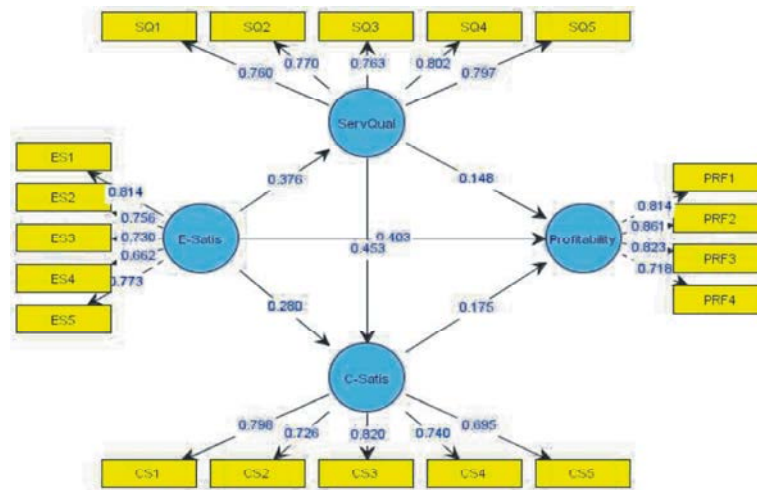 SQ1 SQ2 SQ3 SQ4 SQ5
0.760 0.770 0.763 0.802 0.797
ServQual
ES1
ES2
ES3
ES4
ES5
0.814
0.756
0.730
0.662
0.773
E-Satis
0.376
0.148
0.403
0.453
0.280
0.175
Profitability
0.814
0.861
0.823
0.718
PRF1
PRF2
PRF3
PRF4
C-Satis
0.798 0.726 0.820 0.740 0.695
CS1 CS2 CS3 CS4 CS5